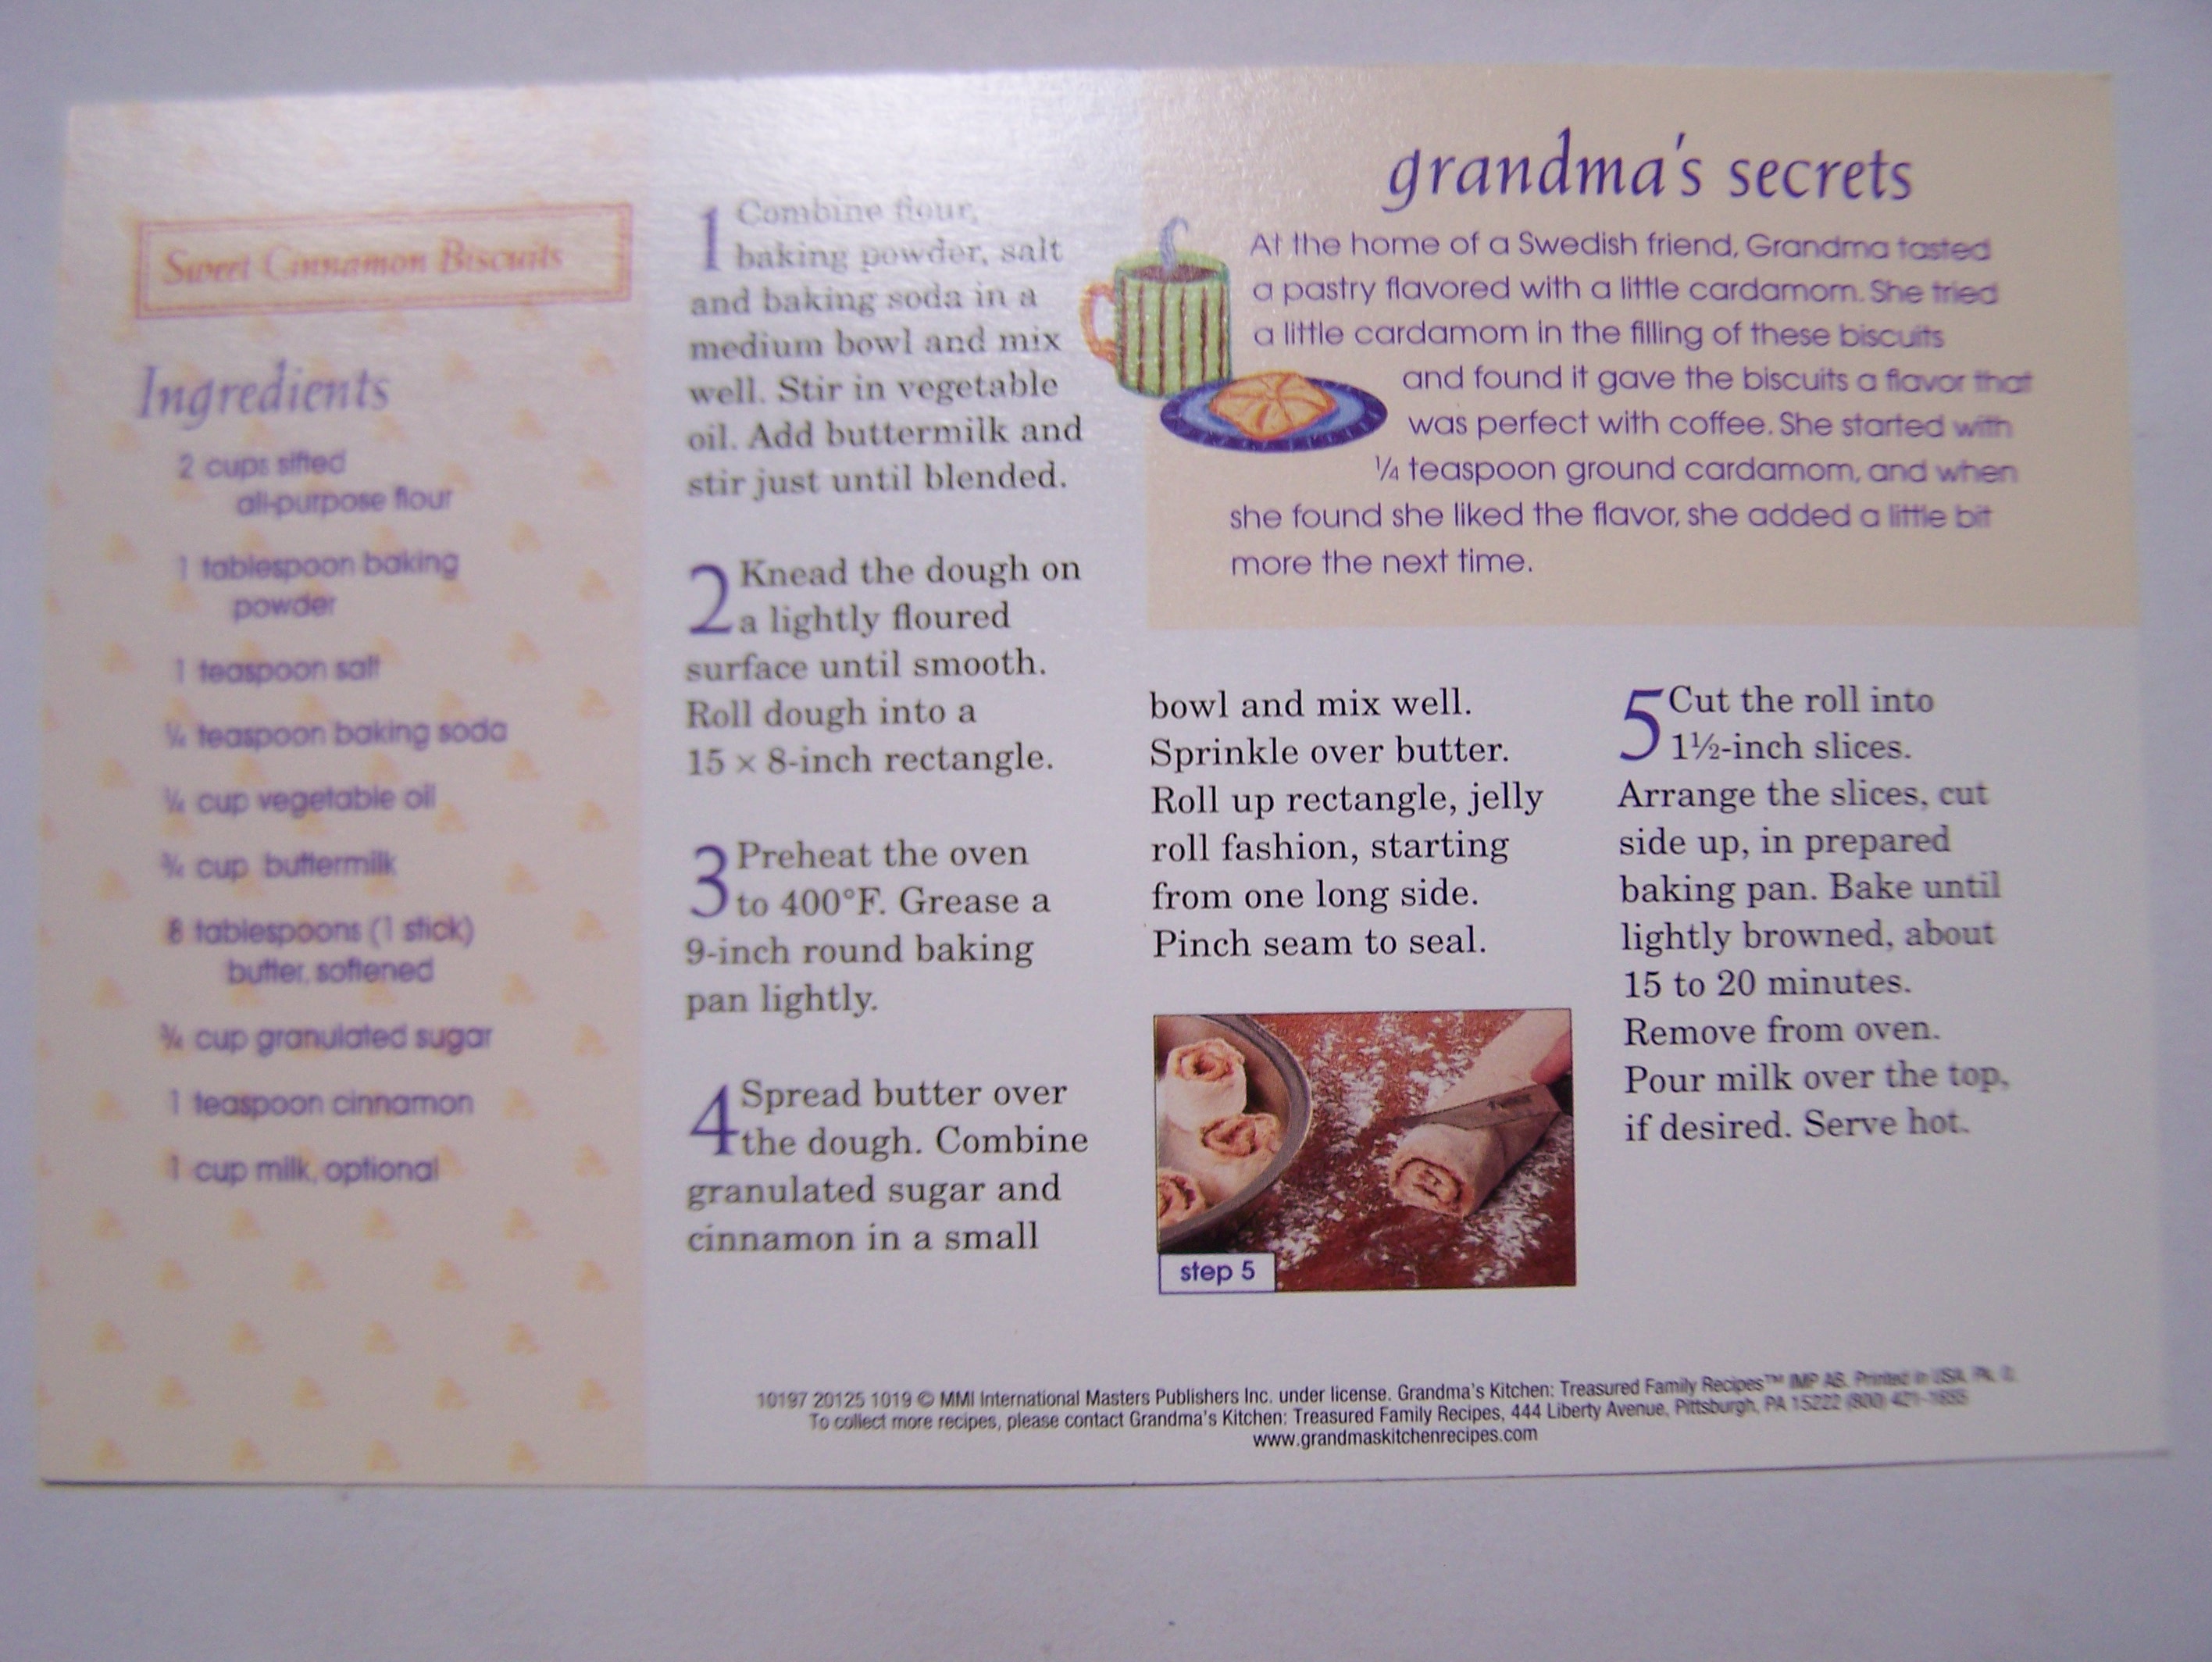 Sweet Cinnamon Biscuits
Ingredients
2 cups sifted
all-purpose flour
1 tablespoon baking
powder
1 teaspoon salt
¼ teaspoon baking soda
¼ cup vegetable oil
¾ cup buttermilk
8 tablespoons (1 stick)
butter, softened
¾ cup granulated sugar
1 teaspoon cinnamon
1 cup milk, optional
1 Combine flour,
baking powder, salt
and baking soda in a
medium bowl and mix
well. Stir in vegetable
oil. Add buttermilk and
stir just until blended.
2 Knead the dough on
a lightly floured
surface until smooth.
Roll dough into a
15 × 8-inch rectangle.
3 Preheat the oven
to 400°F. Grease a
9-inch round baking
pan lightly.
4 Spread butter over
the dough. Combine
granulated sugar and
cinnamon in a small
grandma's secrets
At the home of a Swedish friend, Grandma tasted
a pastry flavored with a little cardamom. She tried
a little cardamom in the filling of these biscuits
and found it gave the biscuits a flavor that
was perfect with coffee. She started with
¼ teaspoon ground cardamom, and when
she found she liked the flavor, she added a little bit
more the next time.
bowl and mix well.
Sprinkle over butter.
Roll up rectangle, jelly
roll fashion, starting
from one long side.
Pinch seam to seal.
step 5
5 Cut the roll into
1½-inch slices.
Arrange the slices, cut
side up, in prepared
baking pan. Bake until
lightly browned, about
15 to 20 minutes.
Remove from oven.
Pour milk over the top,
if desired. Serve hot.
10197 20125 1019 © MMI International Masters Publishers Inc. under license. Grandma's Kitchen: Treasured Family Recipes™ IMP AB. Printed in USA. Pk.
To collect more recipes, please contact Grandma's Kitchen: Treasured Family Recipes, 444 Liberty Avenue, Pittsburgh, PA 15222 (800)
www.grandmaskitchenrecipes.com